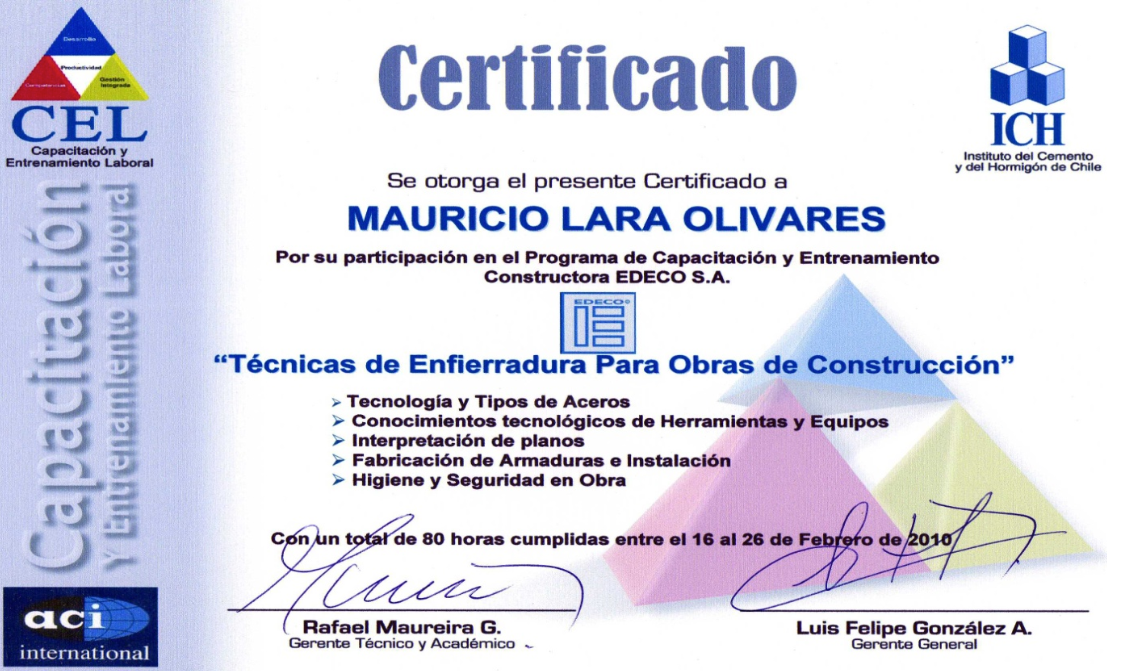 Desarrollo
Productividad
Competencias
Gestión
Integrada
CEL
Capacitación y
Entrenamiento Laboral
Certificado
ICH
Instituto del Cemento
y del Hormigón de Chile
Capacitación
Y Entrenamiento Laboral
Se otorga el presente Certificado a
MAURICIO LARA OLIVARES
Por su participación en el Programa de Capacitación y Entrenamiento
Constructora EDECO S.A.
EDECO®
“Técnicas de Enfierradura Para Obras de Construcción”
➢ Tecnología y Tipos de Aceros
➢ Conocimientos tecnológicos de Herramientas y Equipos
➢ Interpretación de planos
➢ Fabricación de Armaduras e Instalación
➢ Higiene y Seguridad en Obra
Con un total de 80 horas cumplidas entre el 16 al 26 de Febrero de 2010
Rafael Maureira G.
Gerente Técnico y Académico
Luis Felipe González A.
Gerente General
aci
international